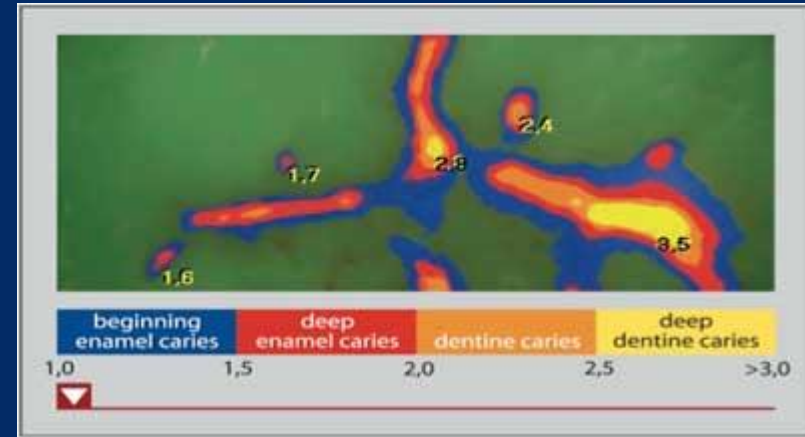 2,4
2,8
1,7
3,5
1,6
beginning enamel caries
deep enamel caries
dentine caries
deep dentine caries
1,0 1,5 2,0 2,5 >3,0